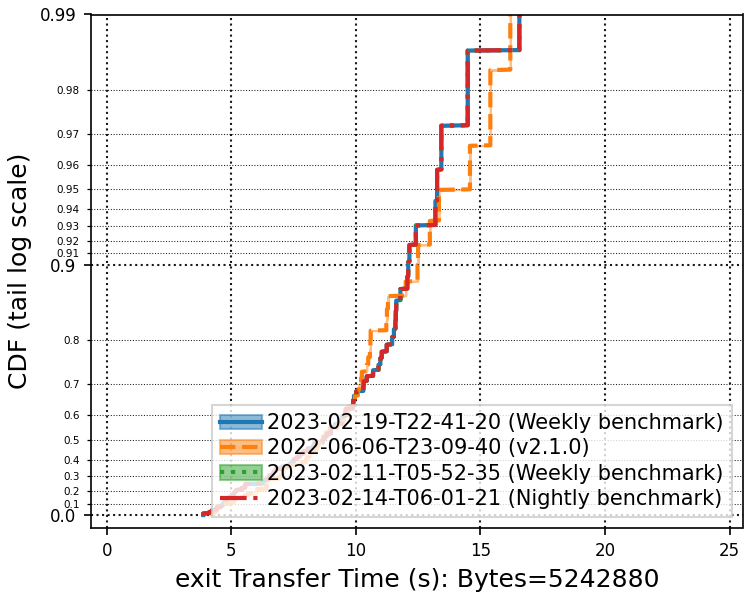 0.99
0.98
0.97
0.96
0.95
0.94
0.93
0.92
0.91
0.9
0.8
0.7
0.6
0.5
0.4
0.3
0.2
0.1
0.0
CDF (tail log scale)
2023-02-19-T22-41-20 (Weekly benchmark)
2022-06-06-T23-09-40 (v2.1.0)
2023-02-11-T05-52-35 (Weekly benchmark)
2023-02-14-T06-01-21 (Nightly benchmark)
0 5 10 15 20 25
exit Transfer Time (s): Bytes=5242880